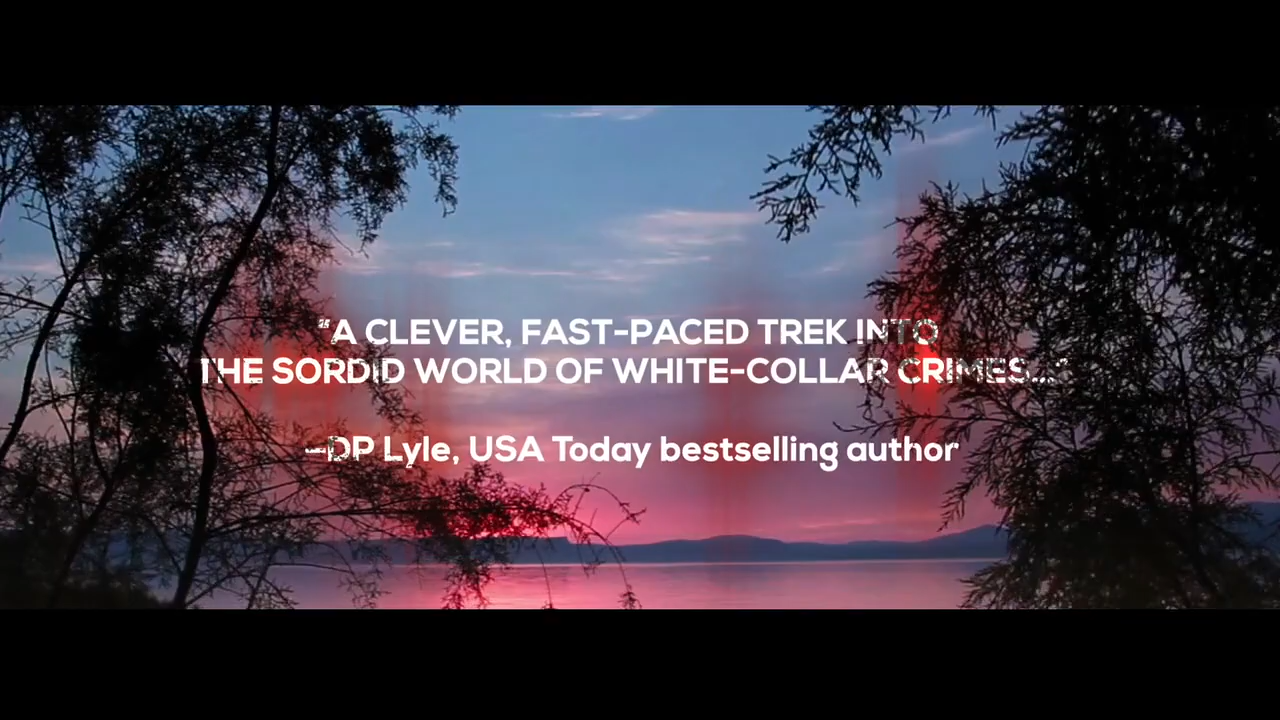 "A CLEVER, FAST-PACED TREK INTO
THE SORDID WORLD OF WHITE-COLLAR CRIMES..."
–DP Lyle, USA Today bestselling author